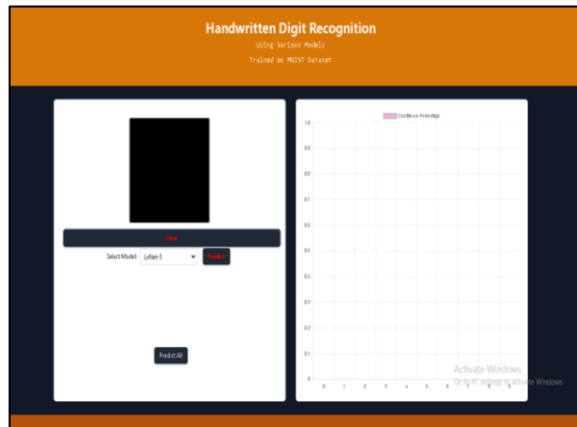 Handwritten Digit Recognition
Using Various Models
Trained on MNIST Dataset
Clear
Select Model: LeNet-5
Predict
Predict All
1.0
0.9
0.8
0.7
0.6
0.5
0.4
0.3
0.2
0.1
0
0 1 2 3 4 5 6 7 8 9
Activate Windows
Go to PC settings to activate Windows.